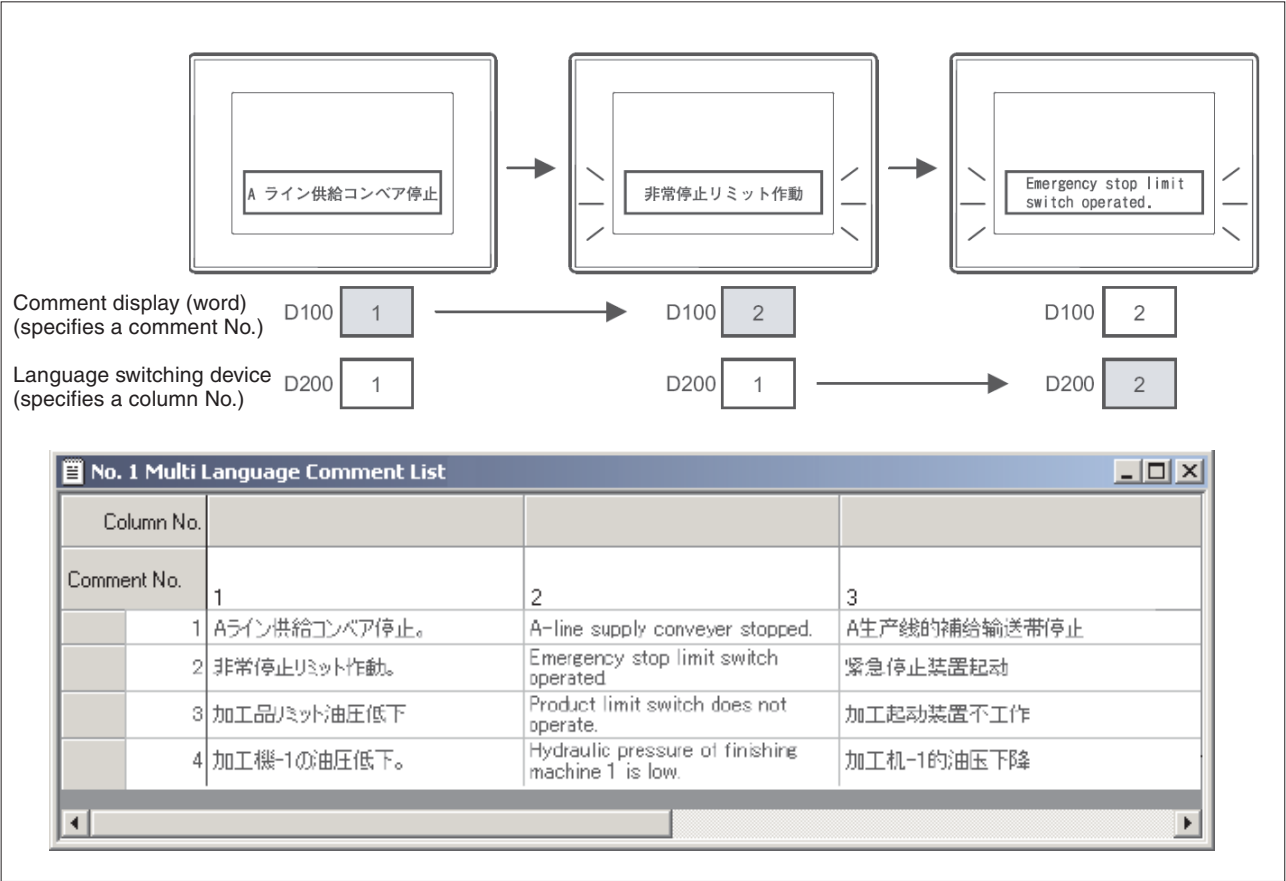 A ライン供給コンベア停止
非常停止リミット作動
Emergency stop limit
switch operated.
Comment display (word)
(specifies a comment No.)
D100 1
D100 2
D100 2
Language switching device
(specifies a column No.)
D200 1
D200 1
D200 2
No. 1 Multi Language Comment List
Column No.
Comment No.
1 2 3
1 Aライン供給コンベア停止。 A-line supply conveyer stopped. A生产线的補给输送带停止
2 非常停止リミット作動。 Emergency stop limit switch
operated 紧急停止装置起动
3 加工品リミット油圧低下 Product limit switch does not
operate. 加工起动装置不工作
4 加工機-1の油圧低下。 Hydraulic pressure of finishing
machine 1 is low. 加工机-1的油压下降